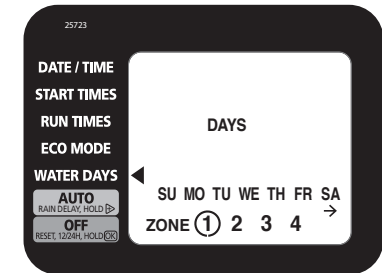 25723
DATE / TIME
START TIMES
RUN TIMES
ECO MODE
WATER DAYS
AUTO
RAIN DELAY, HOLD
OFF
RESET, 12/24H, HOLD OK
DAYS
SU MO TU WE TH FR SA
ZONE 1 2 3 4